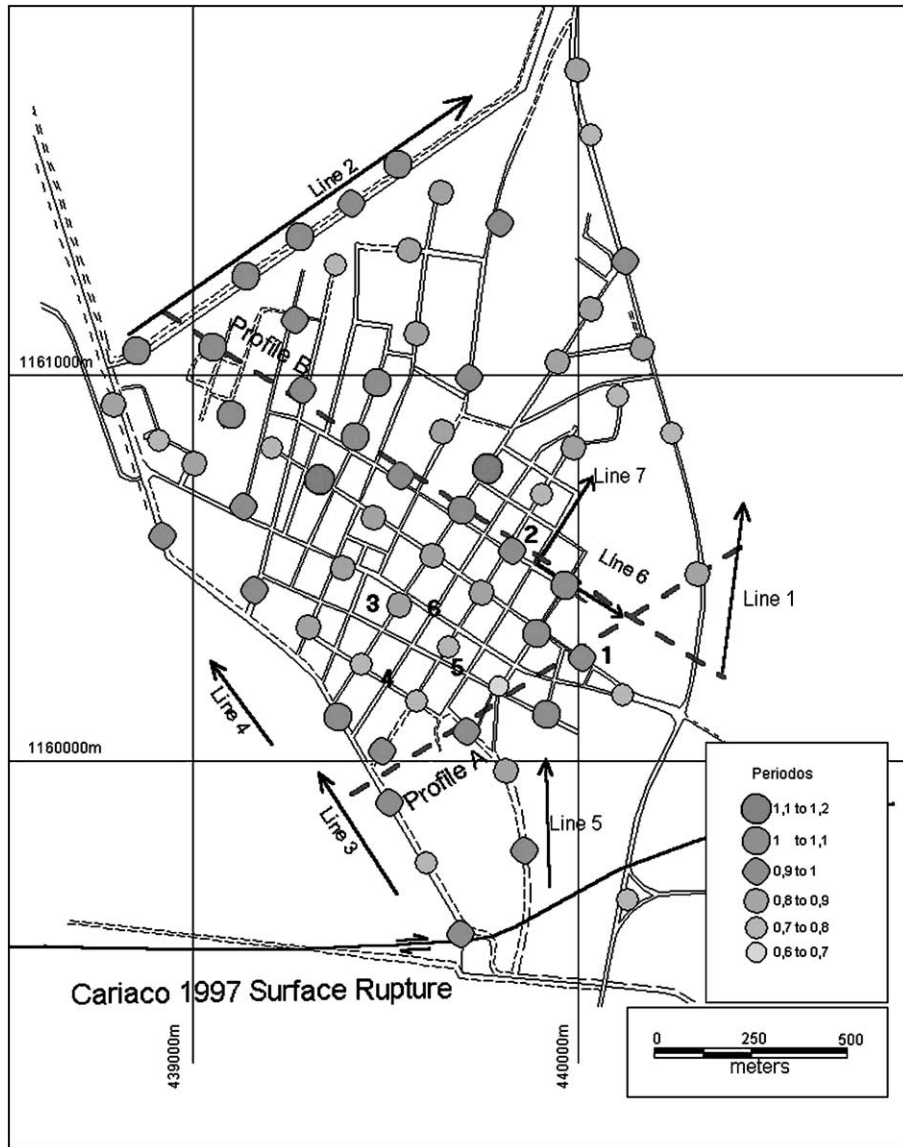 Line 2
Profile B
1161000m
Line 7
2
Line 6
Line 1
3
6
1
5
4
Line 4
1160000m
Profile A
Line 3
Line 5
Periodos
1,1 to 1,2
1 to 1,1
0,9 to 1
0,8 to 0,9
0,7 to 0,8
0,6 to 0,7
Cariaco 1997 Surface Rupture
439000m
440000m
0 250 500
meters